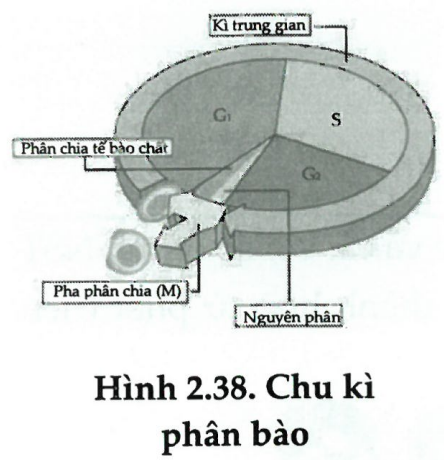 Kì trung gian
G1
S
Phân chia tế bào chất
G2
Pha phân chia (M)
Nguyên phân
Hình 2.38. Chu kì
phân bào